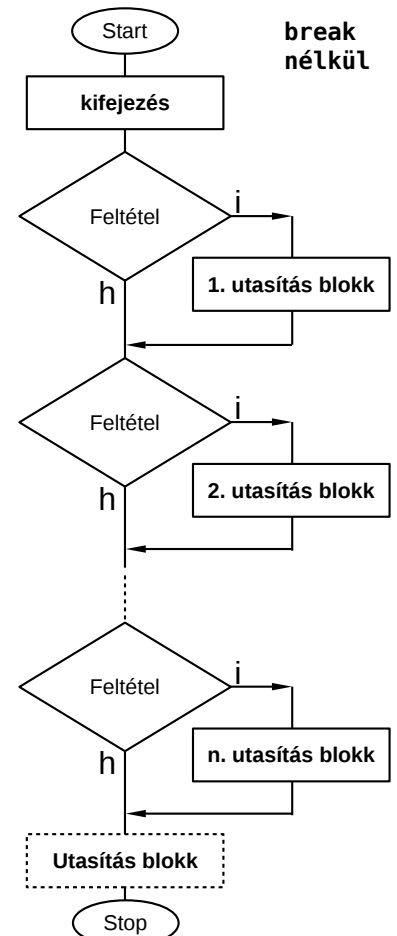 Start
break
nélkül
kifejezés
Feltétel
i
1. utasítás blokk
h
Feltétel
i
2. utasítás blokk
h
Feltétel
i
n. utasítás blokk
h
Utasítás blokk
Stop